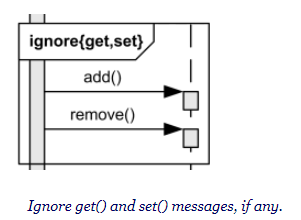 ignore{get,set}
add()
remove()
Ignore get() and set() messages, if any.